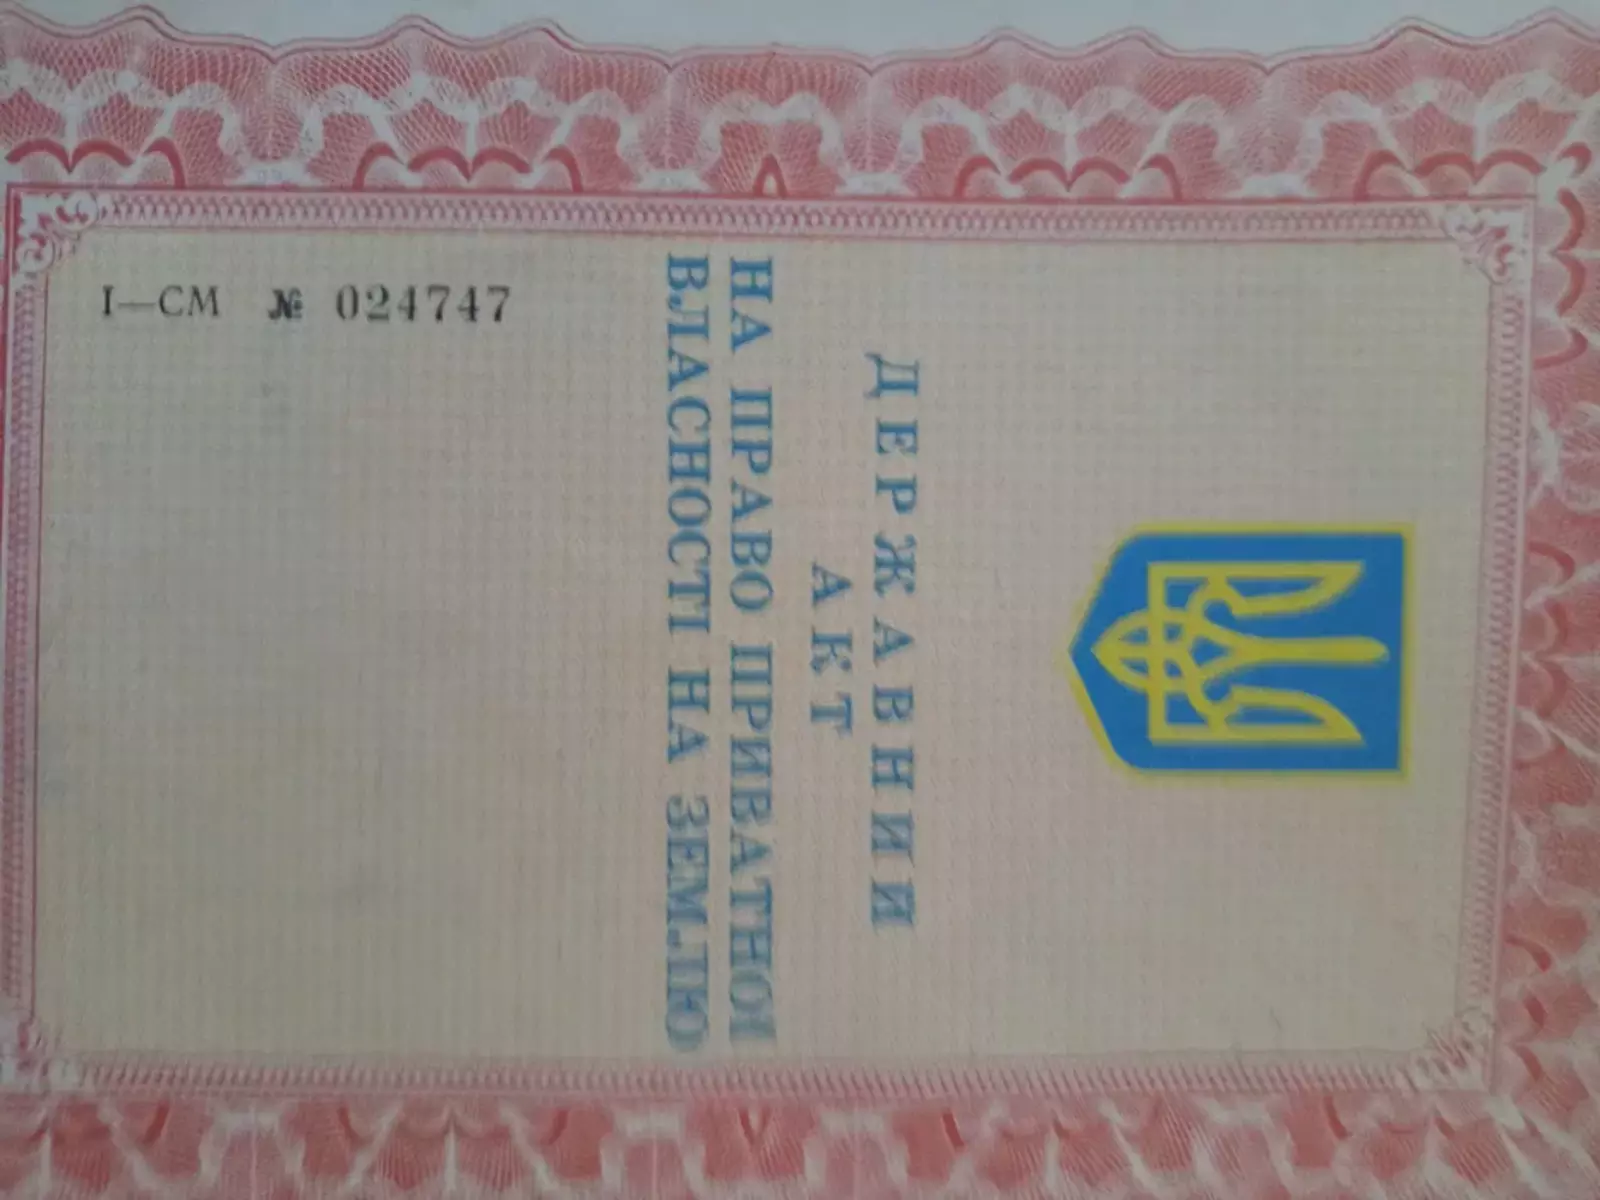 ДЕРЖАВНИЙ
АКТ
НА ПРАВО ПРИВАТНОЇ
ВЛАСНОСТІ НА ЗЕМЛЮ
І—СМ № 024747